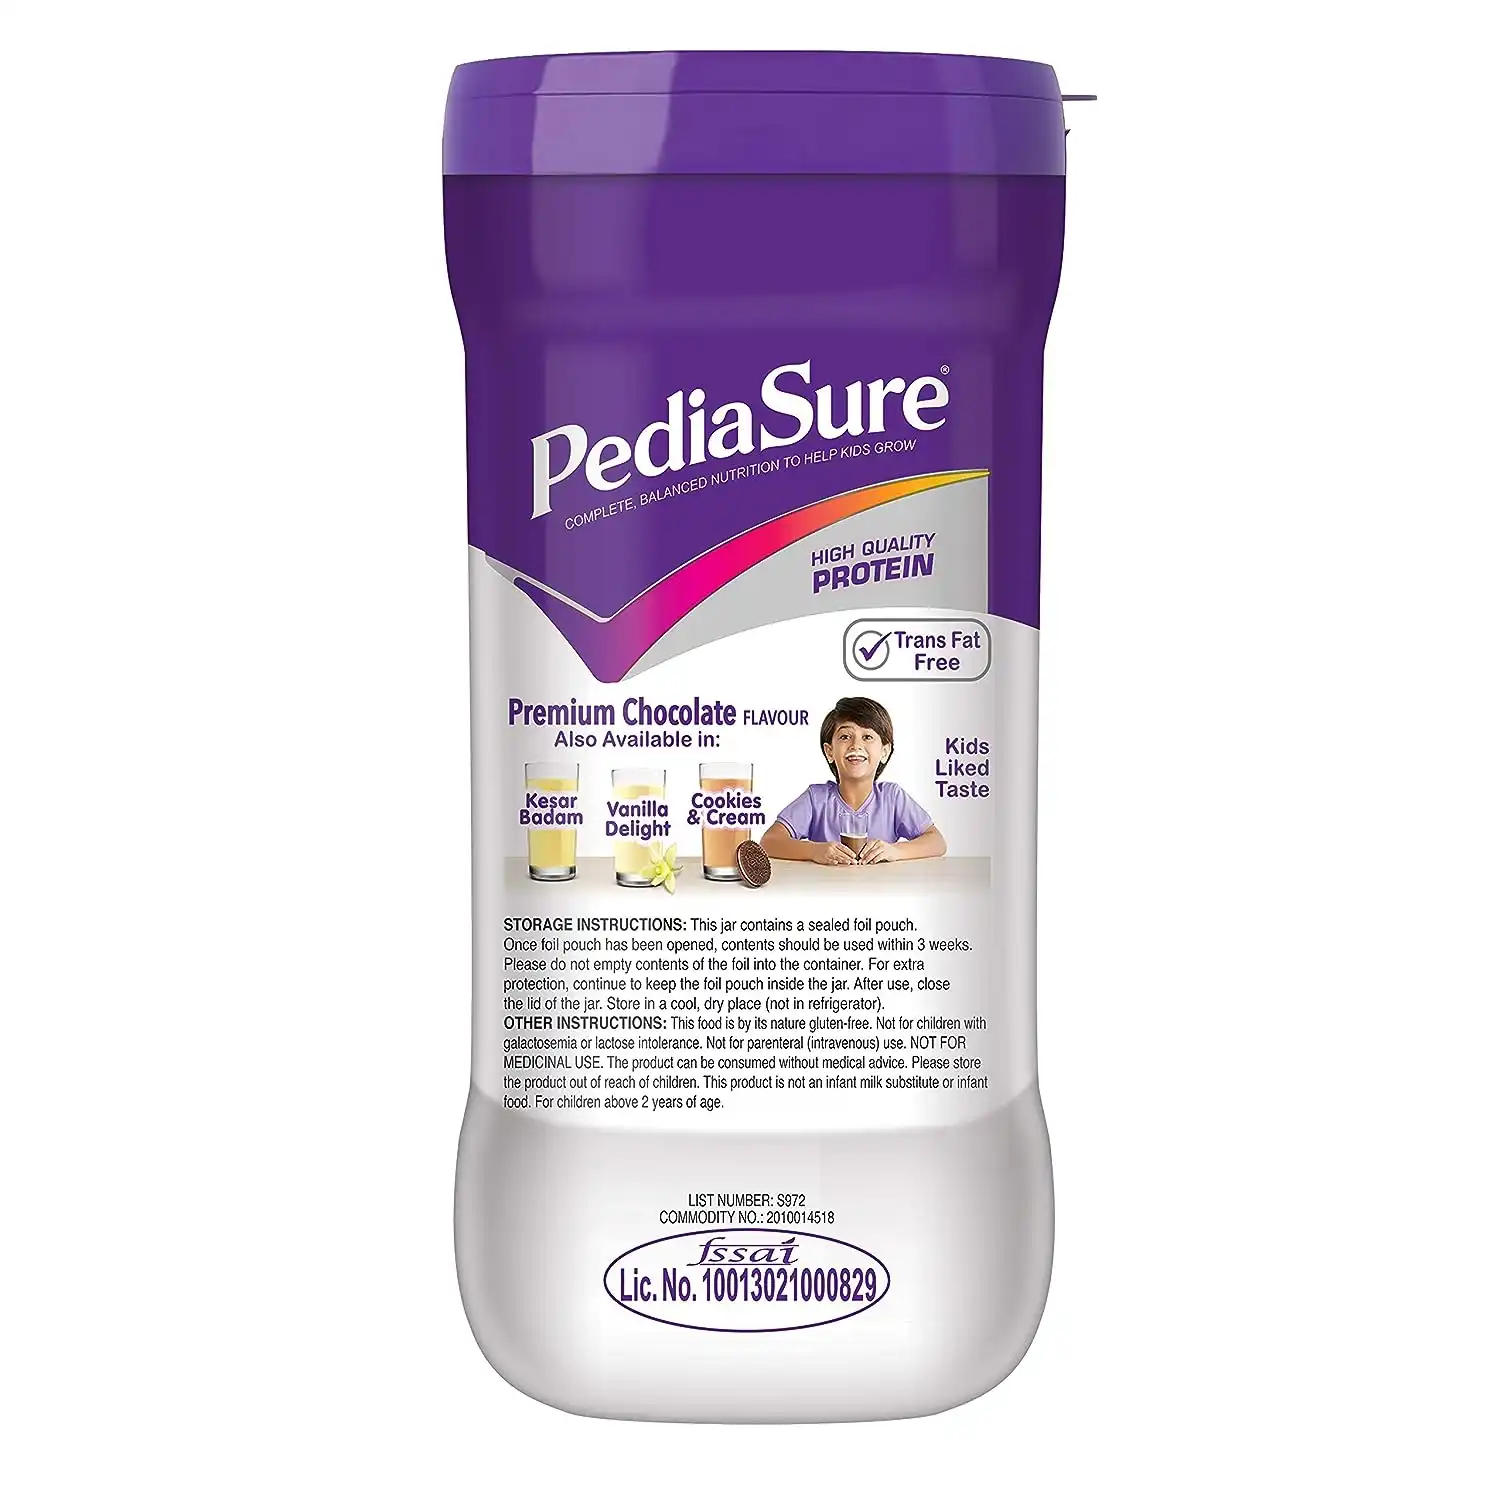 PediaSure®
COMPLETE, BALANCED NUTRITION TO HELP KIDS GROW
HIGH QUALITY
PROTEIN
Trans Fat
Free
Premium Chocolate FLAVOUR
Also Available in:
Kesar
Badam
Vanilla
Delight
Cookies
& Cream
Kids
Liked
Taste
STORAGE INSTRUCTIONS: This jar contains a sealed foil pouch.
Once foil pouch has been opened, contents should be used within 3 weeks.
Please do not empty contents of the foil into the container. For extra
protection, continue to keep the foil pouch inside the jar. After use, close
the lid of the jar. Store in a cool, dry place (not in refrigerator).
OTHER INSTRUCTIONS: This food is by its nature gluten-free. Not for children with
galactosemia or lactose intolerance. Not for parenteral (intravenous) use. NOT FOR
MEDICINAL USE. The product can be consumed without medical advice. Please store
the product out of reach of children. This product is not an infant milk substitute or infant
food. For children above 2 years of age.
LIST NUMBER: S972
COMMODITY NO.: 2010014518
fssai
Lic. No. 10013021000829